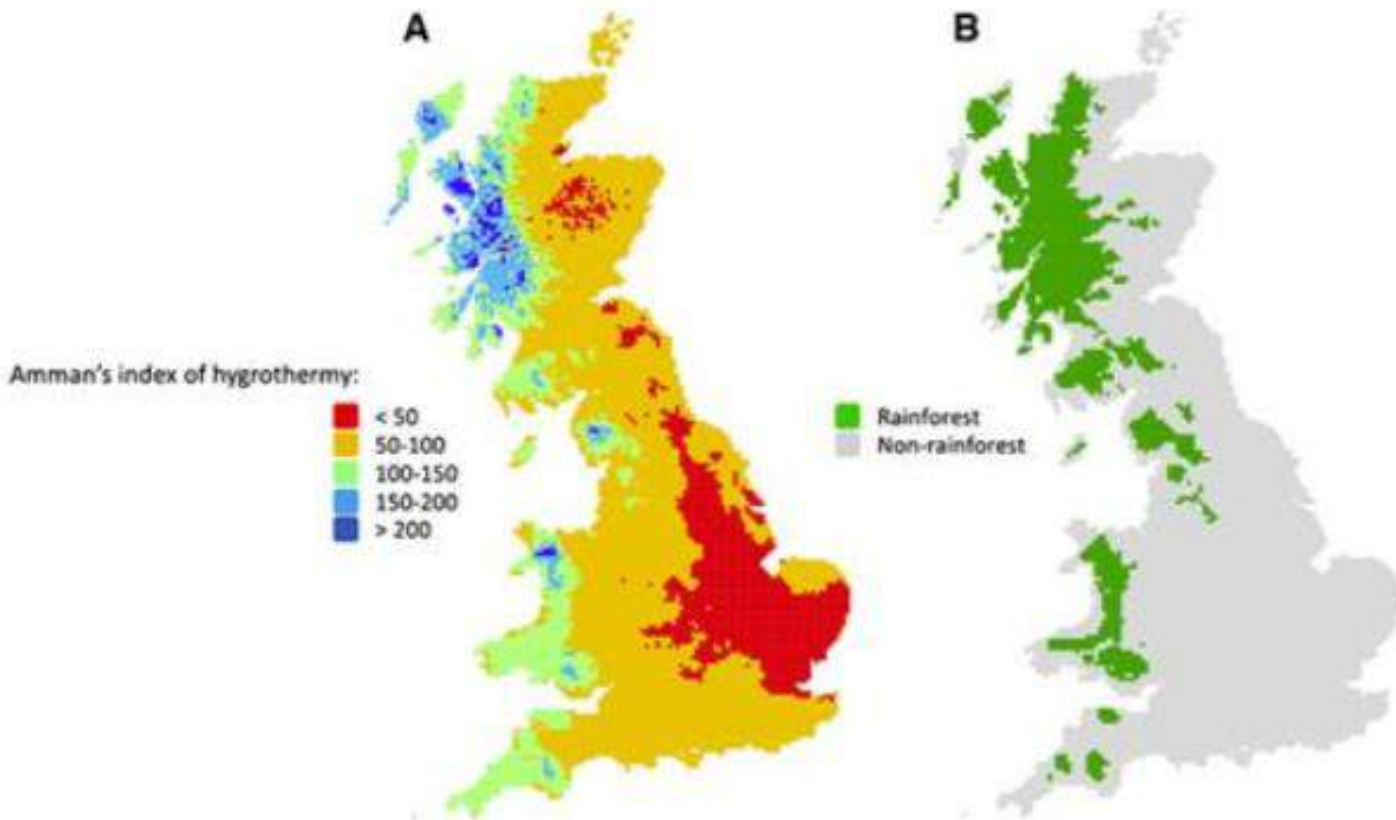 A
B
Amman's index of hygrothermy:
< 50
50-100
100-150
150-200
> 200
Rainforest
Non-rainforest